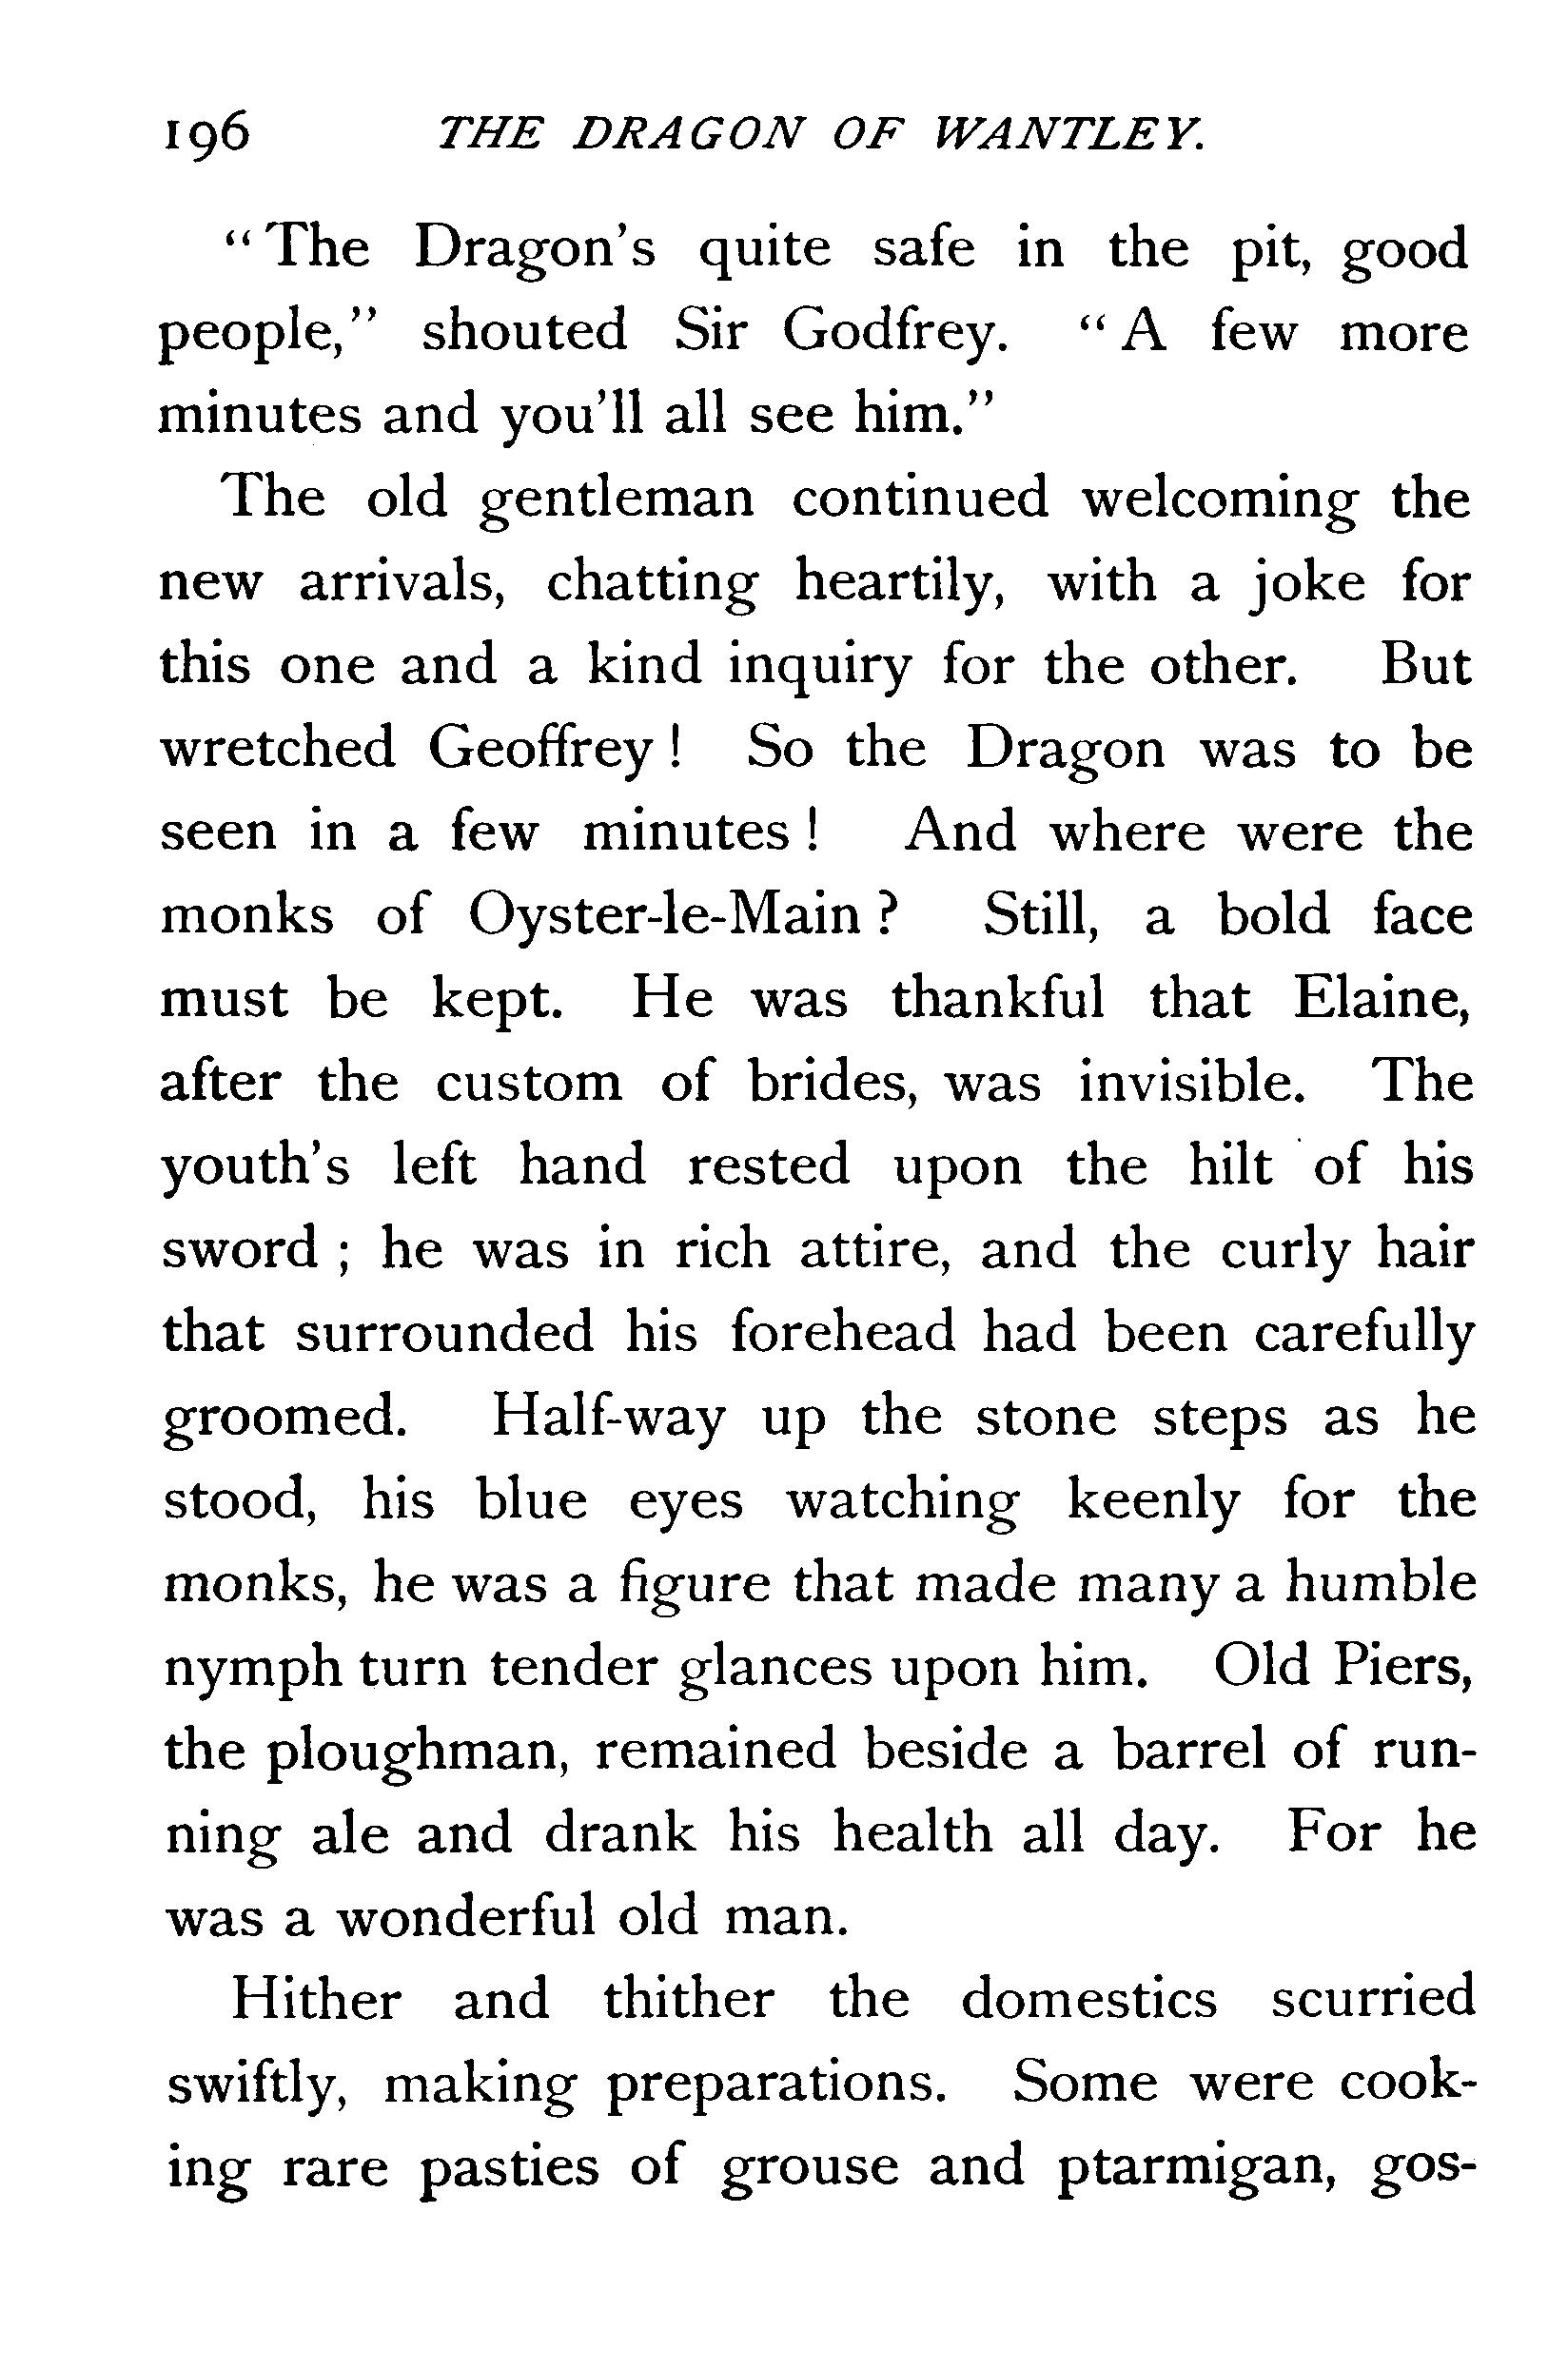 196 THE DRAGON OF WANTLEY.
“The Dragon’s quite safe in the pit, good
people,” shouted Sir Godfrey. “A few more
minutes and you’ll all see him.”
The old gentleman continued welcoming the
new arrivals, chatting heartily, with a joke for
this one and a kind inquiry for the other. But
wretched Geoffrey! So the Dragon was to be
seen in a few minutes! And where were the
monks of Oyster-le-Main? Still, a bold face
must be kept. He was thankful that Elaine,
after the custom of brides, was invisible. The
youth’s left hand rested upon the hilt of his
sword; he was in rich attire, and the curly hair
that surrounded his forehead had been carefully
groomed. Half-way up the stone steps as he
stood, his blue eyes watching keenly for the
monks, he was a figure that made many a humble
nymph turn tender glances upon him. Old Piers,
the ploughman, remained beside a barrel of run-
ning ale and drank his health all day. For he
was a wonderful old man.
Hither and thither the domestics scurried
swiftly, making preparations. Some were cook-
ing rare pasties of grouse and ptarmigan, gos-